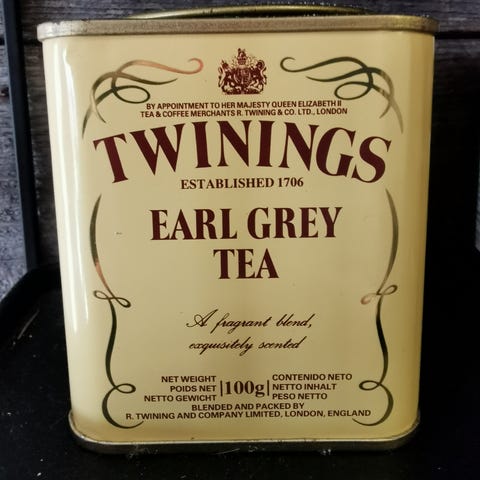 BY APPOINTMENT TO HER MAJESTY QUEEN ELIZABETH II
TEA & COFFEE MERCHANTS R. TWINING & CO. LTD., LONDON
TWININGS
ESTABLISHED 1706
EARL GREY
TEA
A fragrant blend,
exquisitely scented
NET WEIGHT
POIDS NET
NETTO GEWICHT
100g
CONTENIDO NETO
NETTO INHALT
PESO NETTO
BLENDED AND PACKED BY
R. TWINING AND COMPANY LIMITED, LONDON, ENGLAND